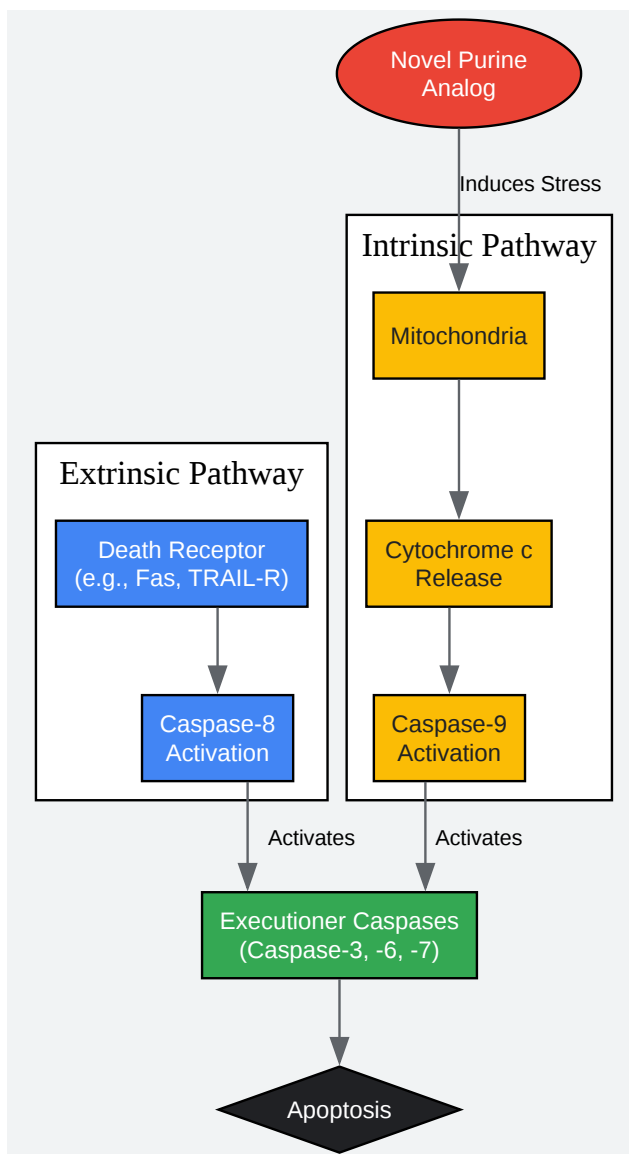 Novel Purine
Analog
Induces Stress
Intrinsic Pathway
Mitochondria
Extrinsic Pathway
Death Receptor
(e.g., Fas, TRAIL-R)
Cytochrome c
Release
Caspase-8
Activation
Caspase-9
Activation
Activates
Activates
Executioner Caspases
(Caspase-3, -6, -7)
Apoptosis